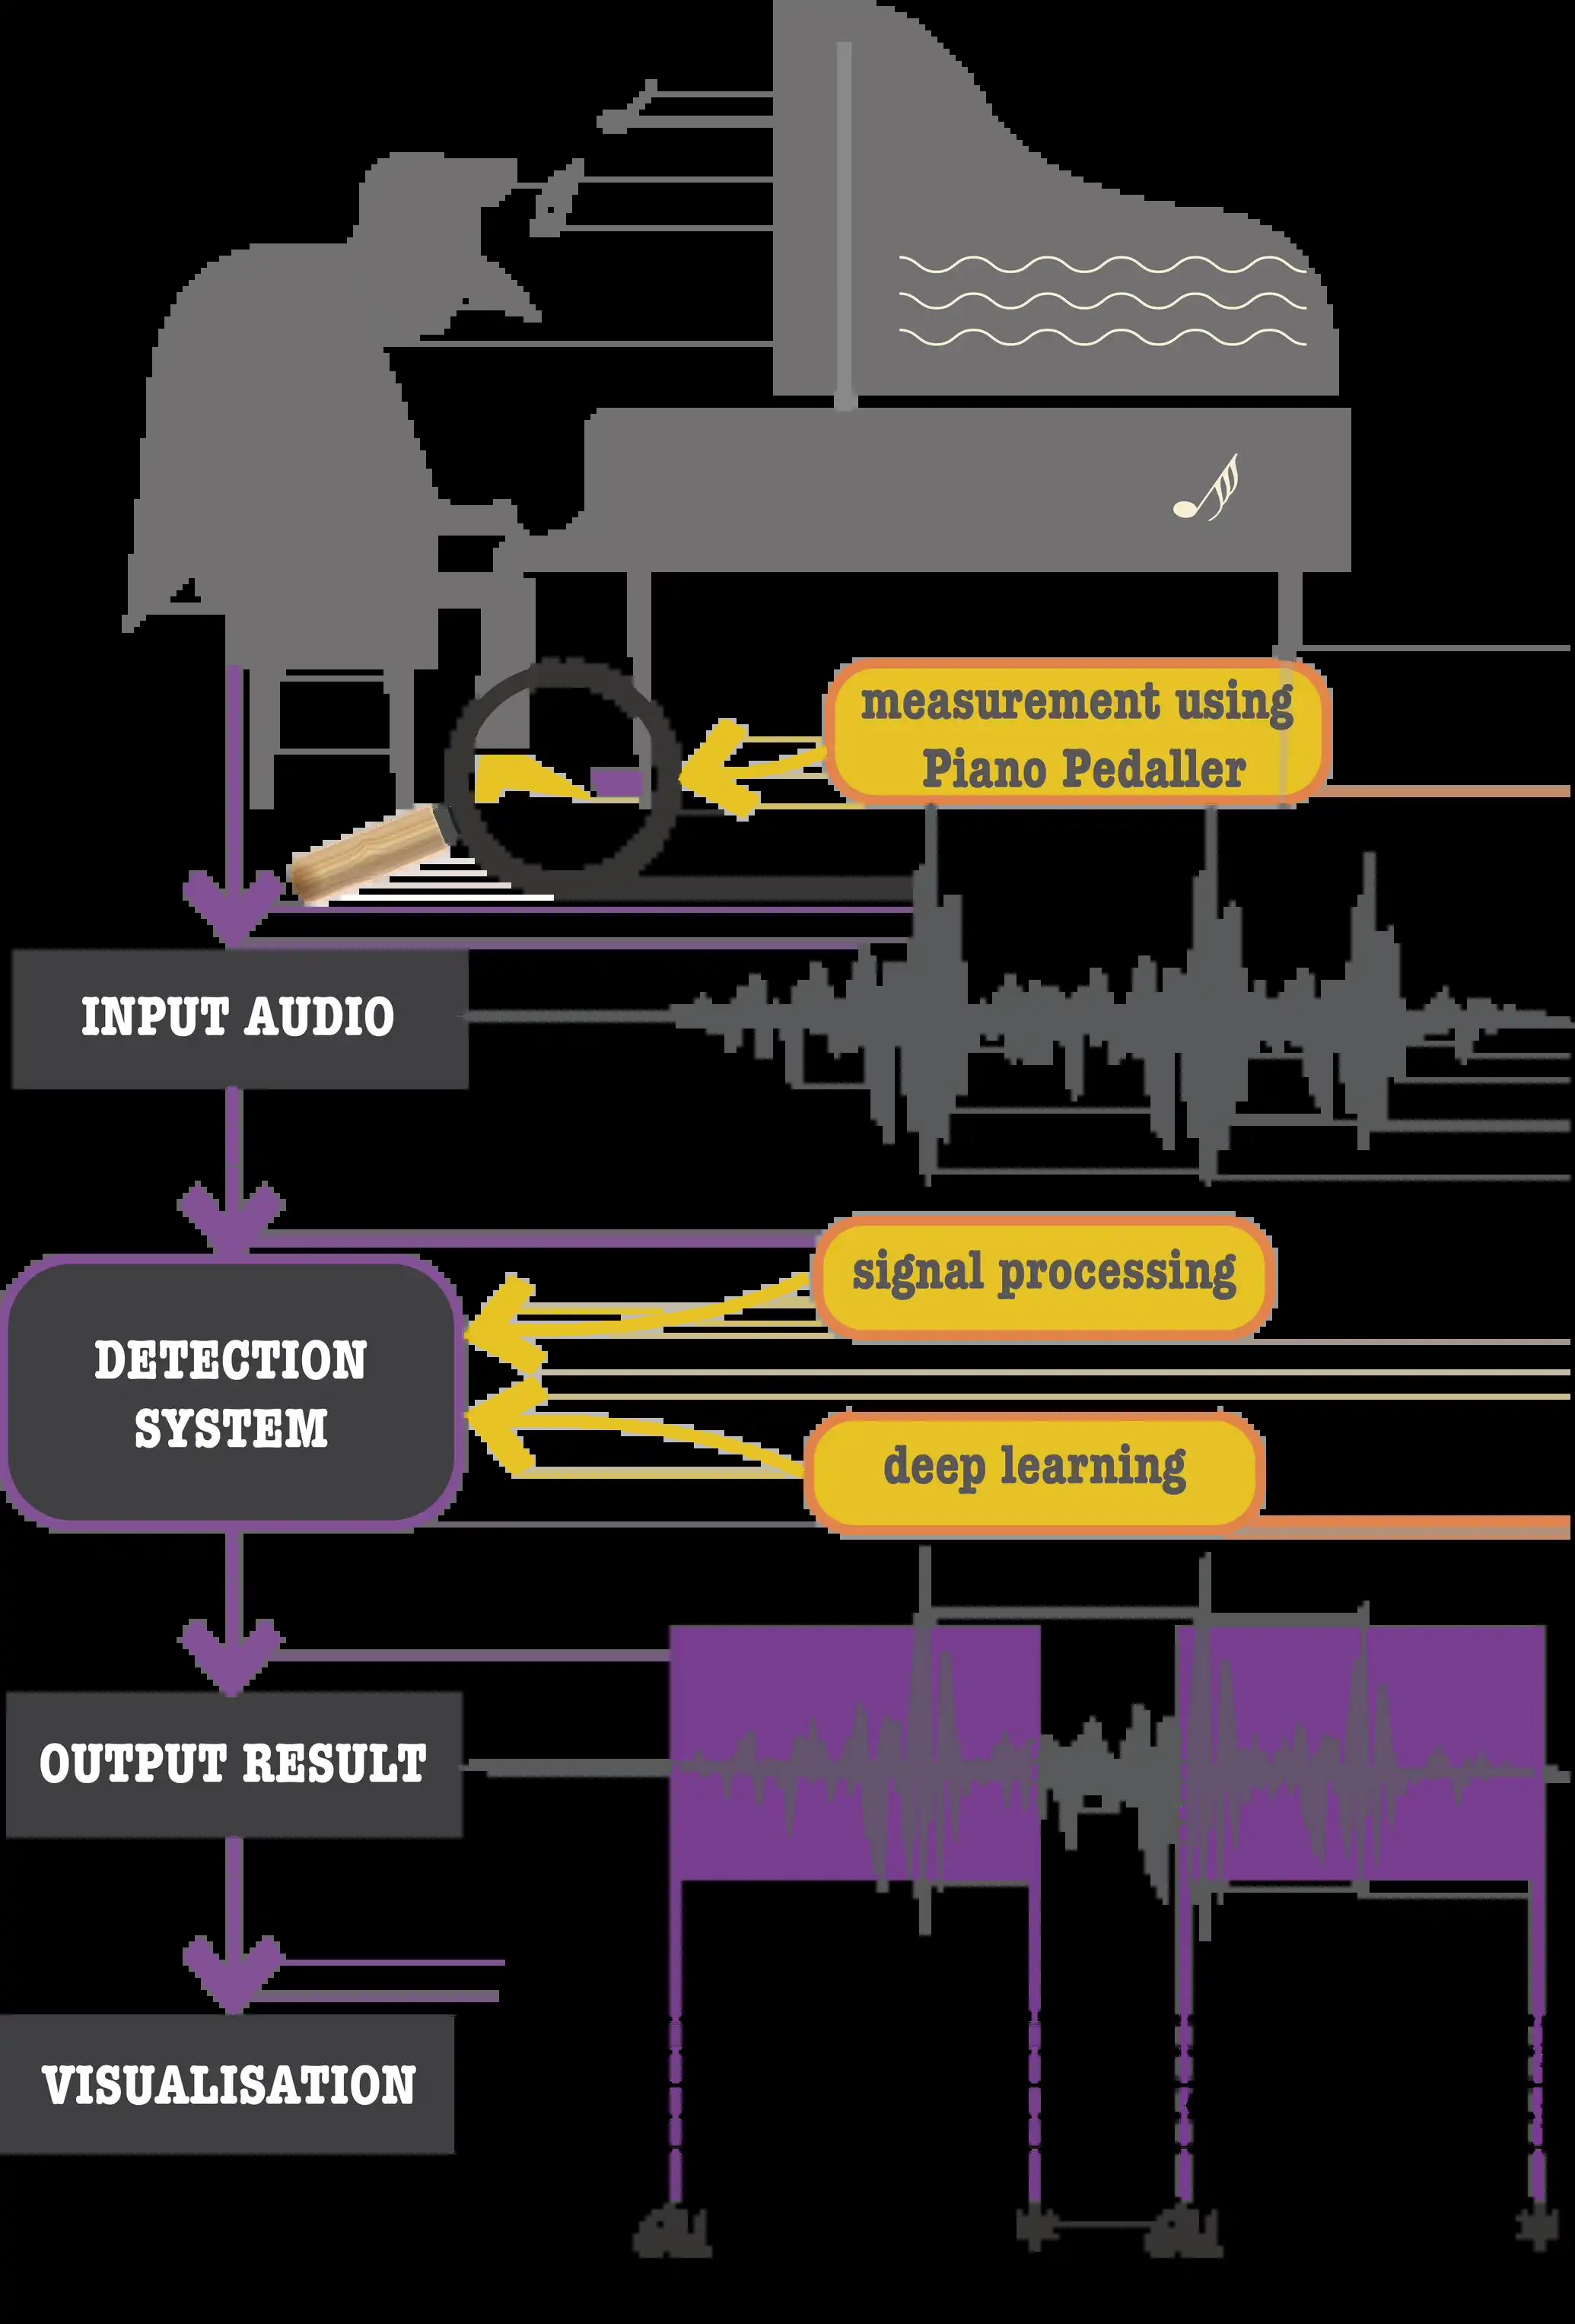 measurement using
Piano Pedaller
INPUT AUDIO
signal processing
DETECTION
SYSTEM
deep learning
OUTPUT RESULT
VISUALISATION